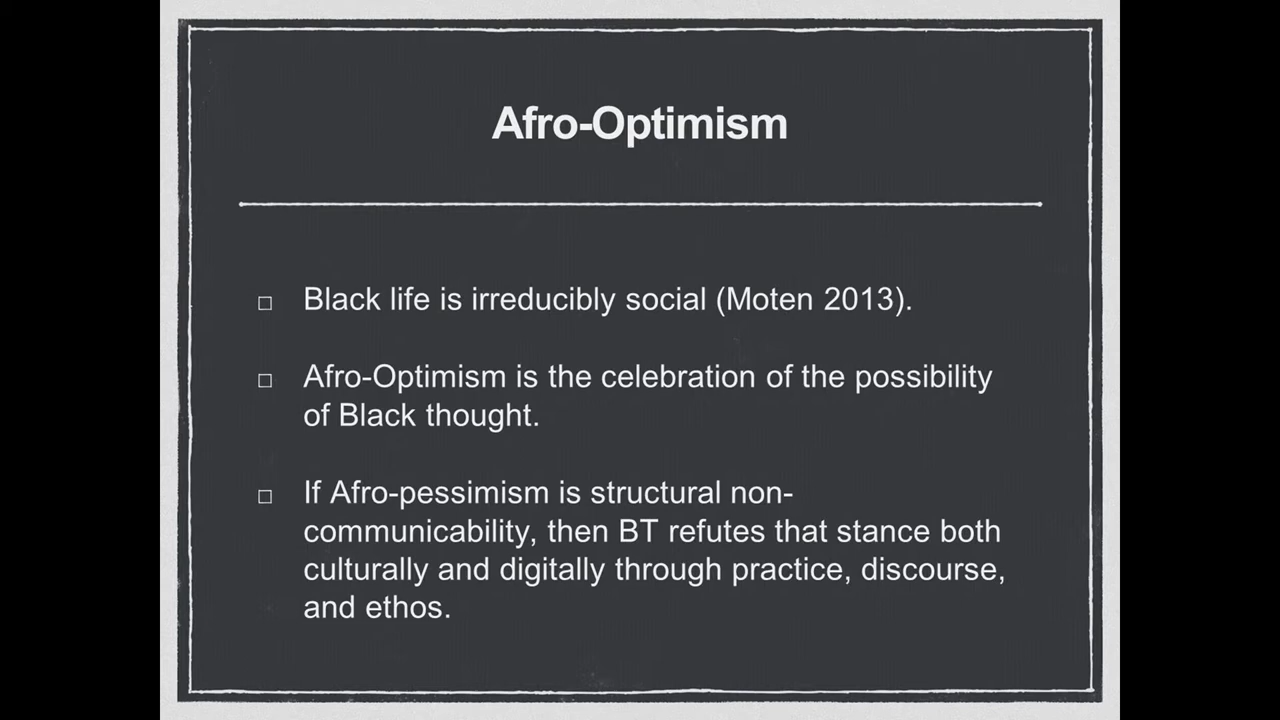 Afro-Optimism
Black life is irreducibly social (Moten 2013).
Afro-Optimism is the celebration of the possibility
of Black thought.
If Afro-pessimism is structural non-
communicability, then BT refutes that stance both
culturally and digitally through practice, discourse,
and ethos.